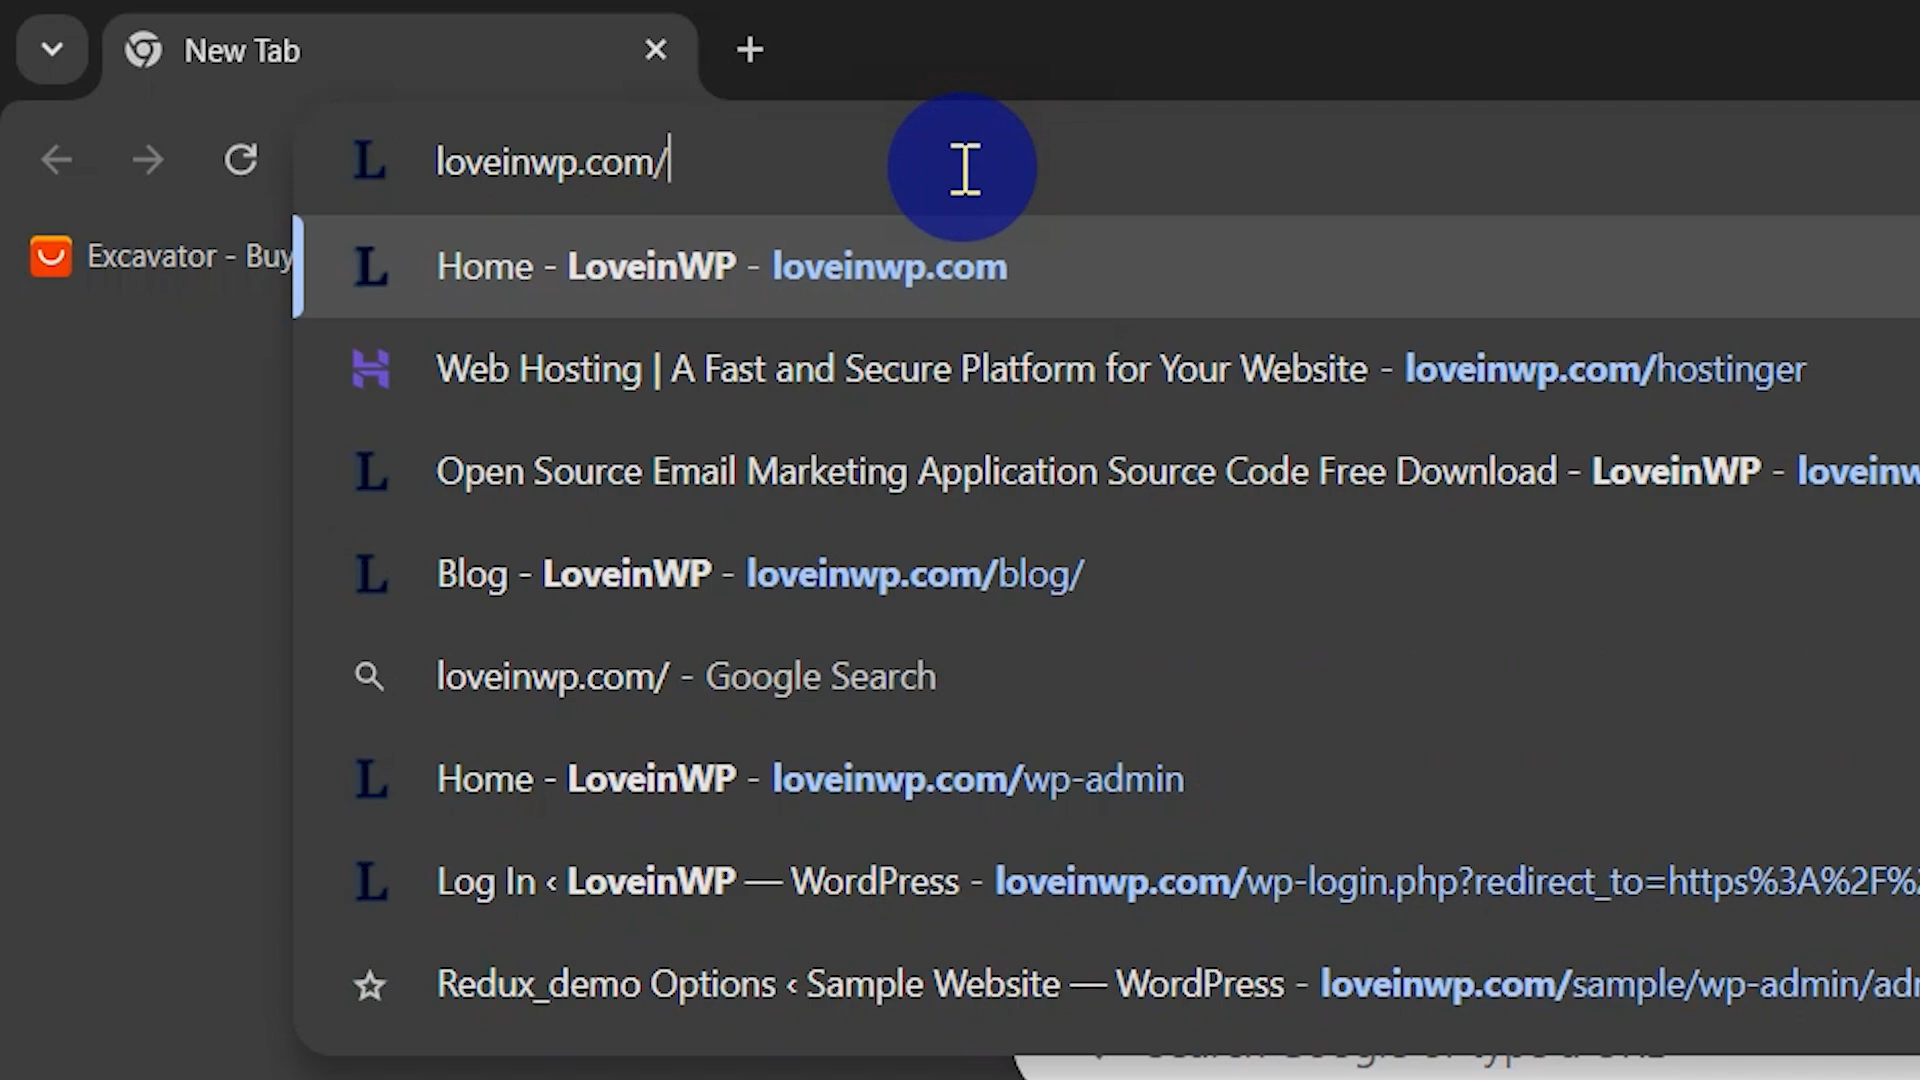 New Tab
loveinwp.com/
Excavator - Buy
Home - LoveinWP - loveinwp.com
Web Hosting | A Fast and Secure Platform for Your Website - loveinwp.com/hostinger
Open Source Email Marketing Application Source Code Free Download - LoveinWP - loveinw
Blog - LoveinWP - loveinwp.com/blog/
loveinwp.com/ - Google Search
Home - LoveinWP - loveinwp.com/wp-admin
Log In ‹ LoveinWP — WordPress - loveinwp.com/wp-login.php?redirect_to=https%3A%2F%2
Redux_demo Options ‹ Sample Website — WordPress - loveinwp.com/sample/wp-admin/adm